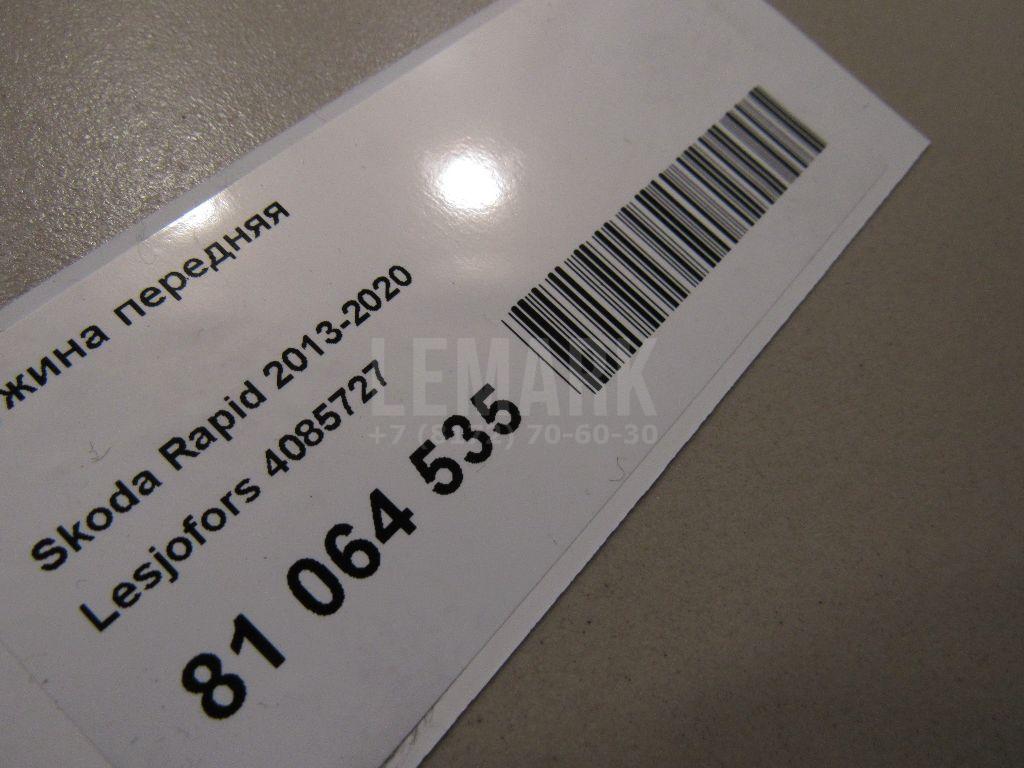 жина передняя
Skoda Rapid 2013-2020
Lesjofors 4085727
81 064 535
LEMARK
70-60-30